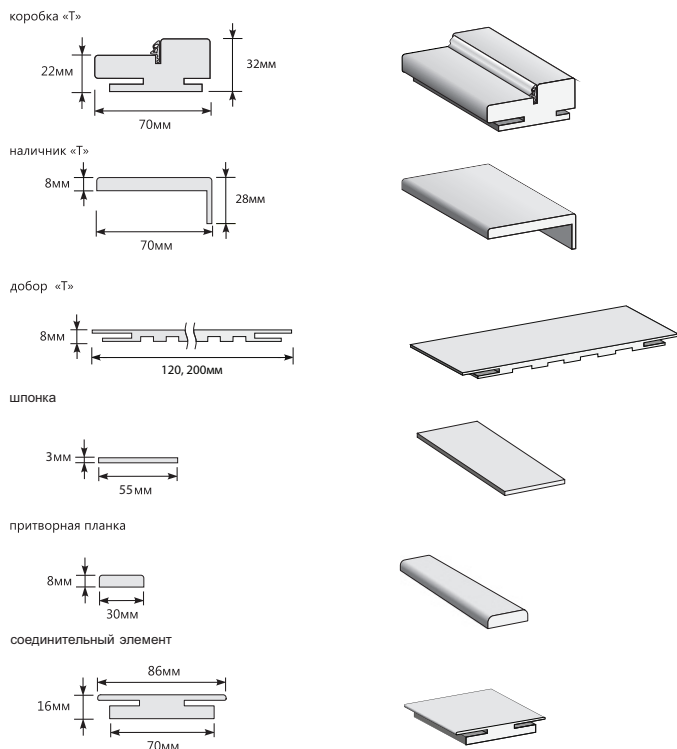 коробка «Т»
22мм
32мм
70мм
наличник «Т»
8мм
28мм
70мм
добор «Т»
8мм
120, 200мм
шпонка
3мм
55мм
притворная планка
8мм
30мм
соединительный элемент
86мм
16мм
70мм